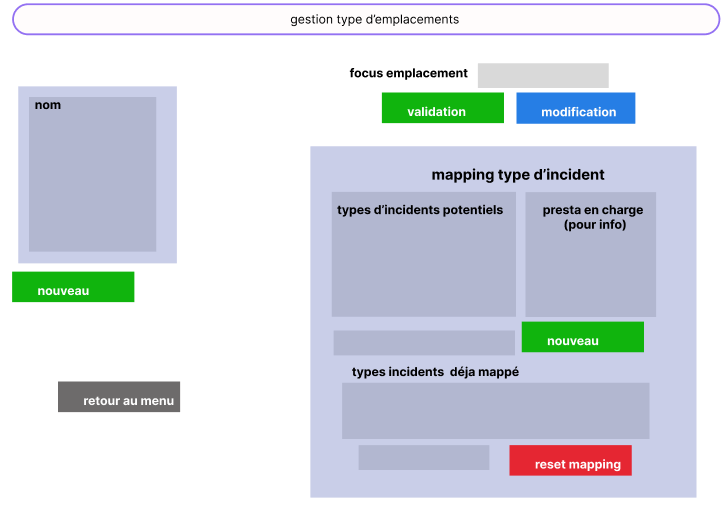 gestion type d'emplacements
focus emplacement
validation
modification
nom
nouveau
retour au menu
mapping type d'incident
types d'incidents potentiels
presta en charge
(pour info)
nouveau
types incidents  déja mappé
reset mapping